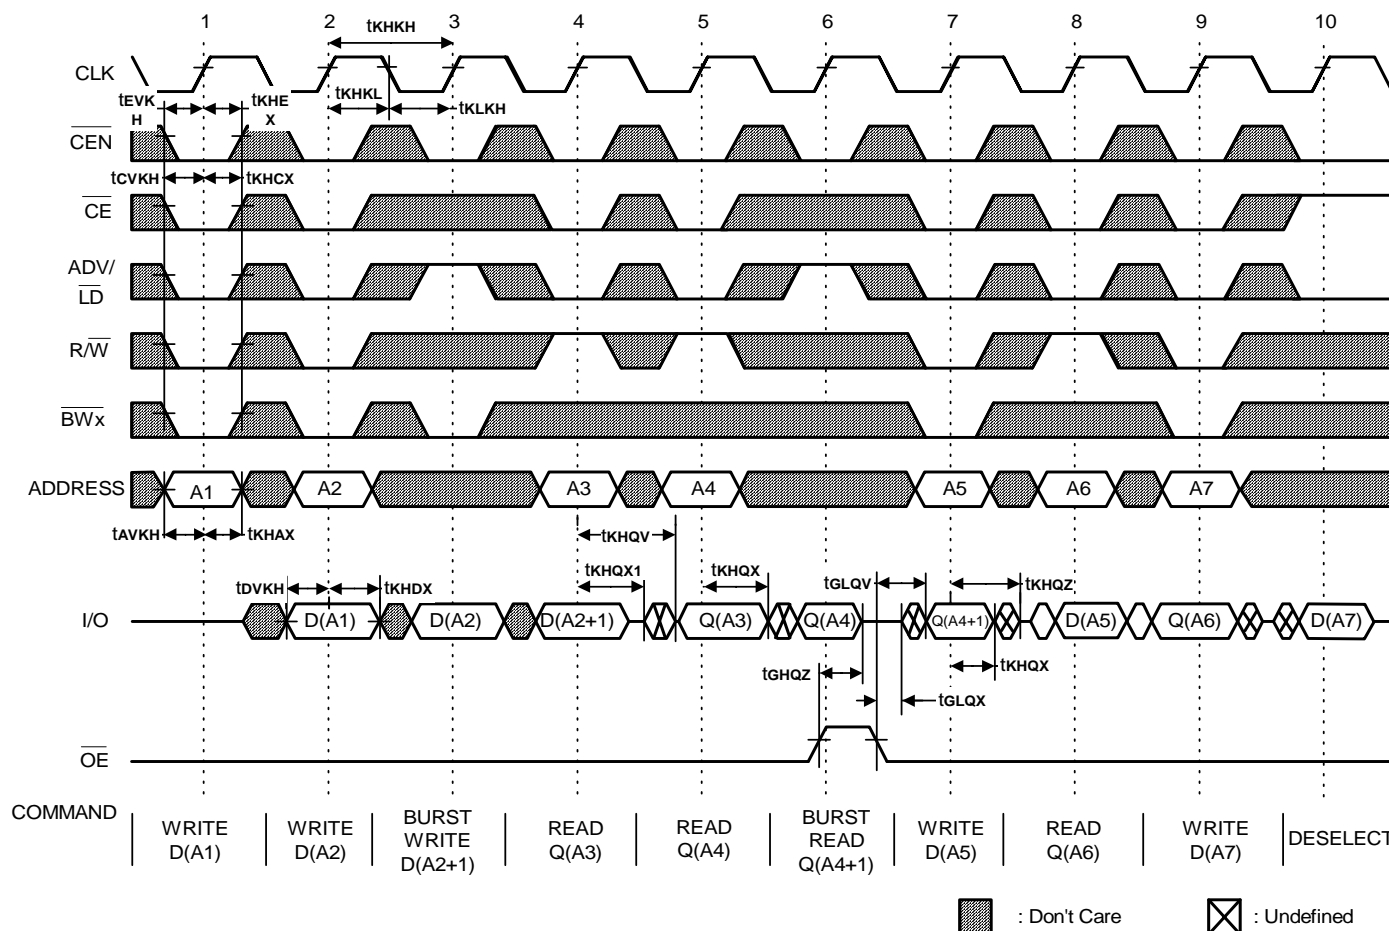 1 2 3 4 5 6 7 8 9 10
tKHKH
CLK
tEVK
H
tKHE
X
tKHKL
tKLKH
CEN
tCVKH
tKHCX
CE
ADV/
LD
R/W
BWx
ADDRESS
A1 A2 A3 A4 A5 A6 A7
tAVKH
tKHAX
tKHQV
tDVKH
tKHDX
tKHQX1
tKHQX
tGLQV
tKHQZ
I/O
D(A1) D(A2) D(A2+1) Q(A3) Q(A4) Q(A4+1) D(A5) Q(A6) D(A7)
tGHQZ
tKHQX
tGLQX
OE
COMMAND
WRITE
D(A1)
WRITE
D(A2)
BURST
WRITE
D(A2+1)
READ
Q(A3)
READ
Q(A4)
BURST
READ
Q(A4+1)
WRITE
D(A5)
READ
Q(A6)
WRITE
D(A7)
DESELECT
: Don't Care
: Undefined